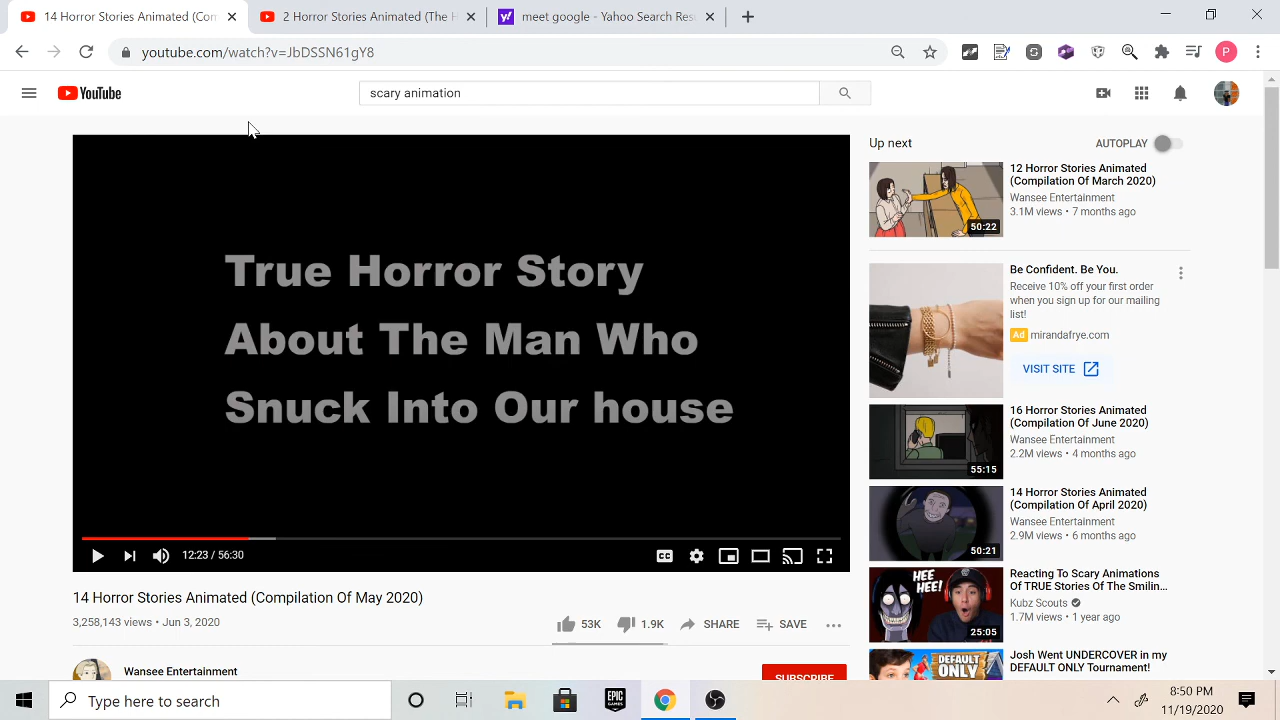 14 Horror Stories Animated (Com
2 Horror Stories Animated (The H
meet google - Yahoo Search Res
youtube.com/watch?v=JbDSSN61gY8
P
YouTube
scary animation
True Horror Story
About The Man Who
Snuck Into Our house
12:23 / 56:30
CC
14 Horror Stories Animated (Compilation Of May 2020)
3,258,143 views • Jun 3, 2020
53K
1.9K
SHARE
SAVE
Wansee Entertainment
SUBSCRIBE
Up next
AUTOPLAY
12 Horror Stories Animated
(Compilation Of March 2020)
Wansee Entertainment
3.1M views • 7 months ago
50:22
Be Confident. Be You.
Receive 10% off your first order
when you sign up for our mailing
list!
Ad mirandafrye.com
VISIT SITE
16 Horror Stories Animated
(Compilation Of June 2020)
Wansee Entertainment
2.2M views • 4 months ago
55:15
14 Horror Stories Animated
(Compilation Of April 2020)
Wansee Entertainment
2.9M views • 6 months ago
50:21
Reacting To Scary Animations
Of TRUE Stories Of The Smilin...
Kubz Scouts
1.7M views • 1 year ago
HEE
HEE!
25:05
Josh Went UNDERCOVER in my
DEFAULT ONLY Tournament!
DEFAULT
ONLY
Type here to search
EPIC
GAMES
8:50 PM
11/19/2020